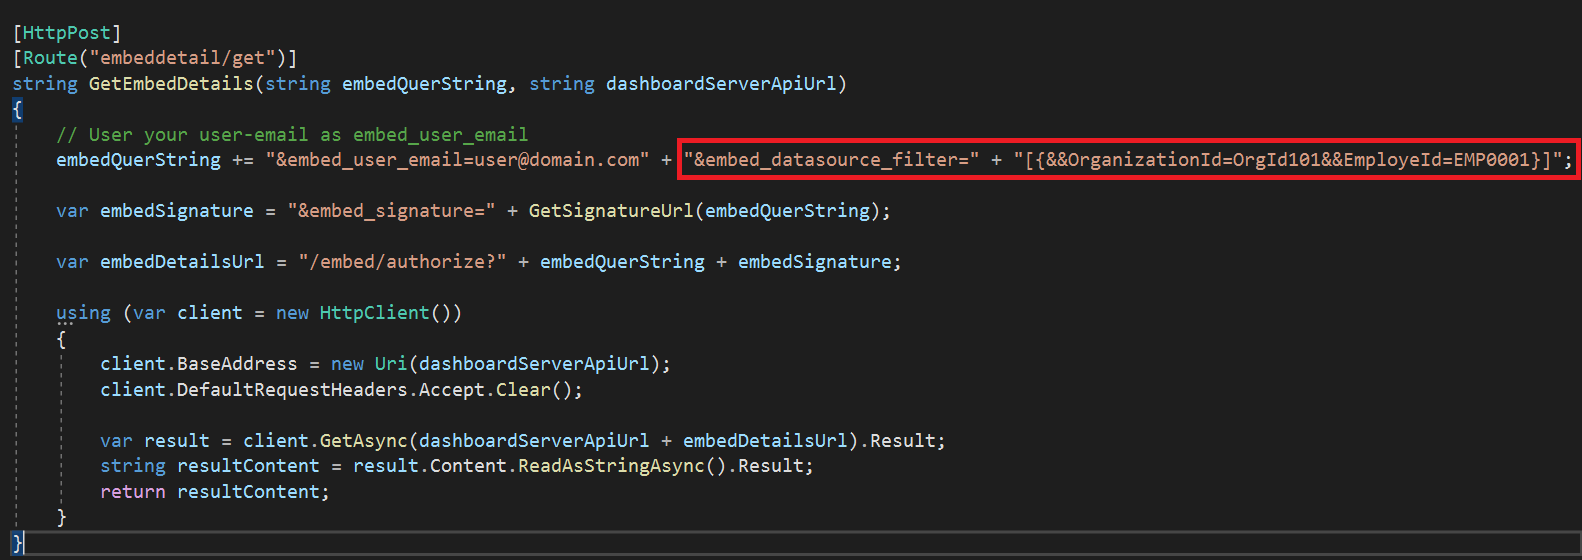 [HttpPost]
[Route("embeddetail/get")]
string GetEmbedDetails(string embedQuerString, string dashboardServerApiUrl)
{
// User your user-email as embed_user_email
embedQuerString += "&embed_user_email=user@domain.com" + "&embed_datasource_filter=" + "[{&&OrganizationId=OrgId101&&EmployeId=EMP0001}]";
var embedSignature = "&embed_signature=" + GetSignatureUrl(embedQuerString);
var embedDetailsUrl = "/embed/authorize?" + embedQuerString + embedSignature;
using (var client = new HttpClient())
{
client.BaseAddress = new Uri(dashboardServerApiUrl);
client.DefaultRequestHeaders.Accept.Clear();
var result = client.GetAsync(dashboardServerApiUrl + embedDetailsUrl).Result;
string resultContent = result.Content.ReadAsStringAsync().Result;
return resultContent;
}
}